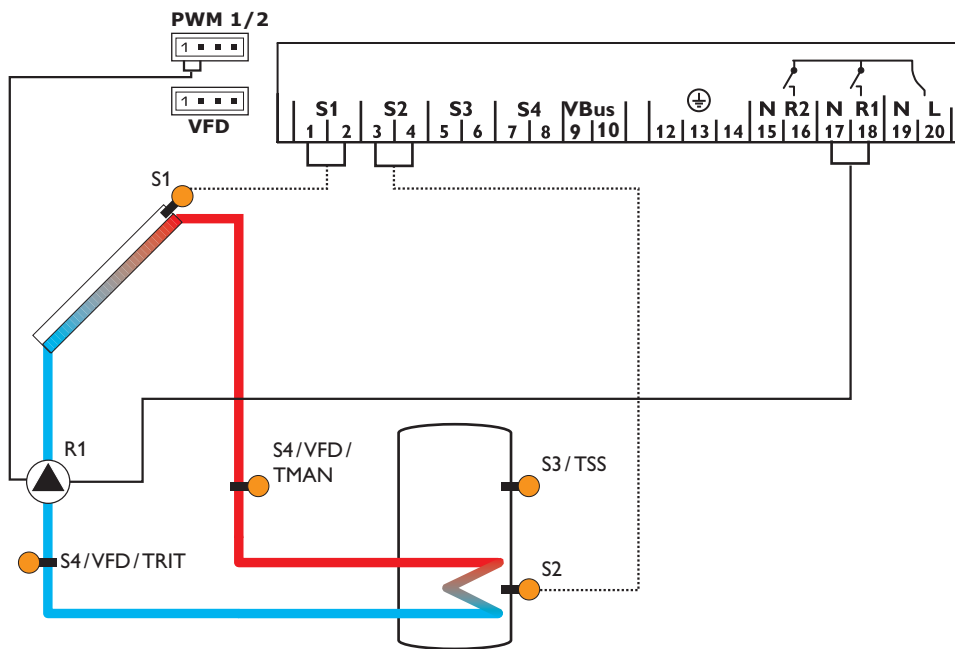 PWM 1/2
1
1
VFD
S1 S2 S3 S4 VBus N R2 N R1 N L
1 2 3 4 5 6 7 8 9 10 12 13 14 15 16 17 18 19 20
S1
R1
S4/VFD/
TMAN
S3/TSS
S4/VFD/TRIT
S2